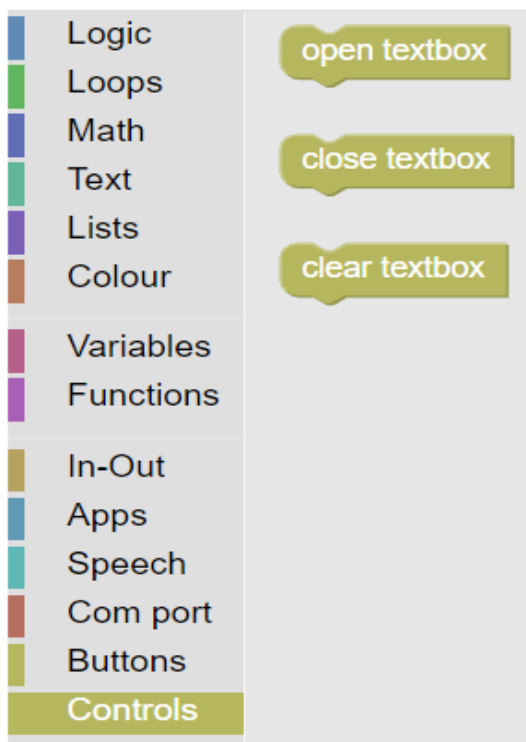 Logic
Loops
Math
Text
Lists
Colour
Variables
Functions
In-Out
Apps
Speech
Com port
Buttons
Controls
open textbox
close textbox
clear textbox